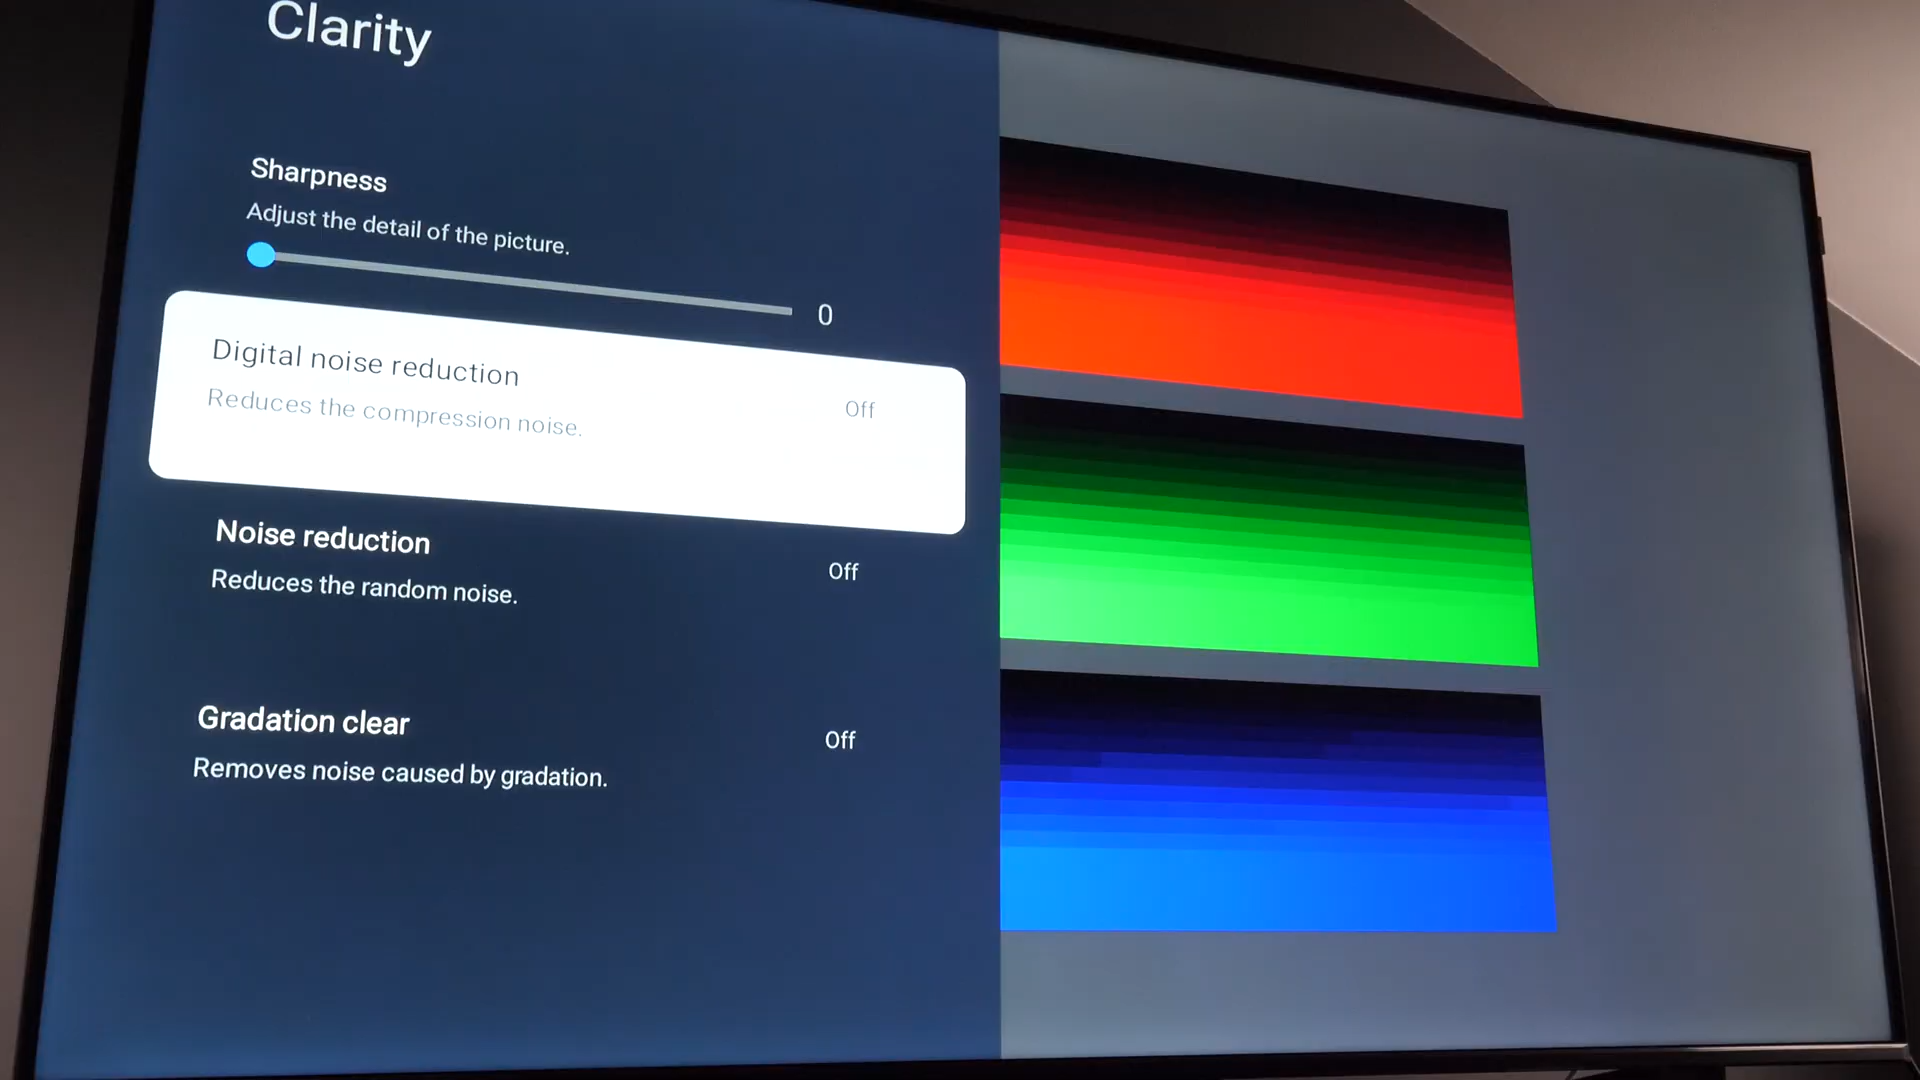 Clarity
Sharpness
Adjust the detail of the picture.
0
Digital noise reduction
Off
Reduces the compression noise.
Noise reduction
Off
Reduces the random noise.
Gradation clear
Off
Removes noise caused by gradation.